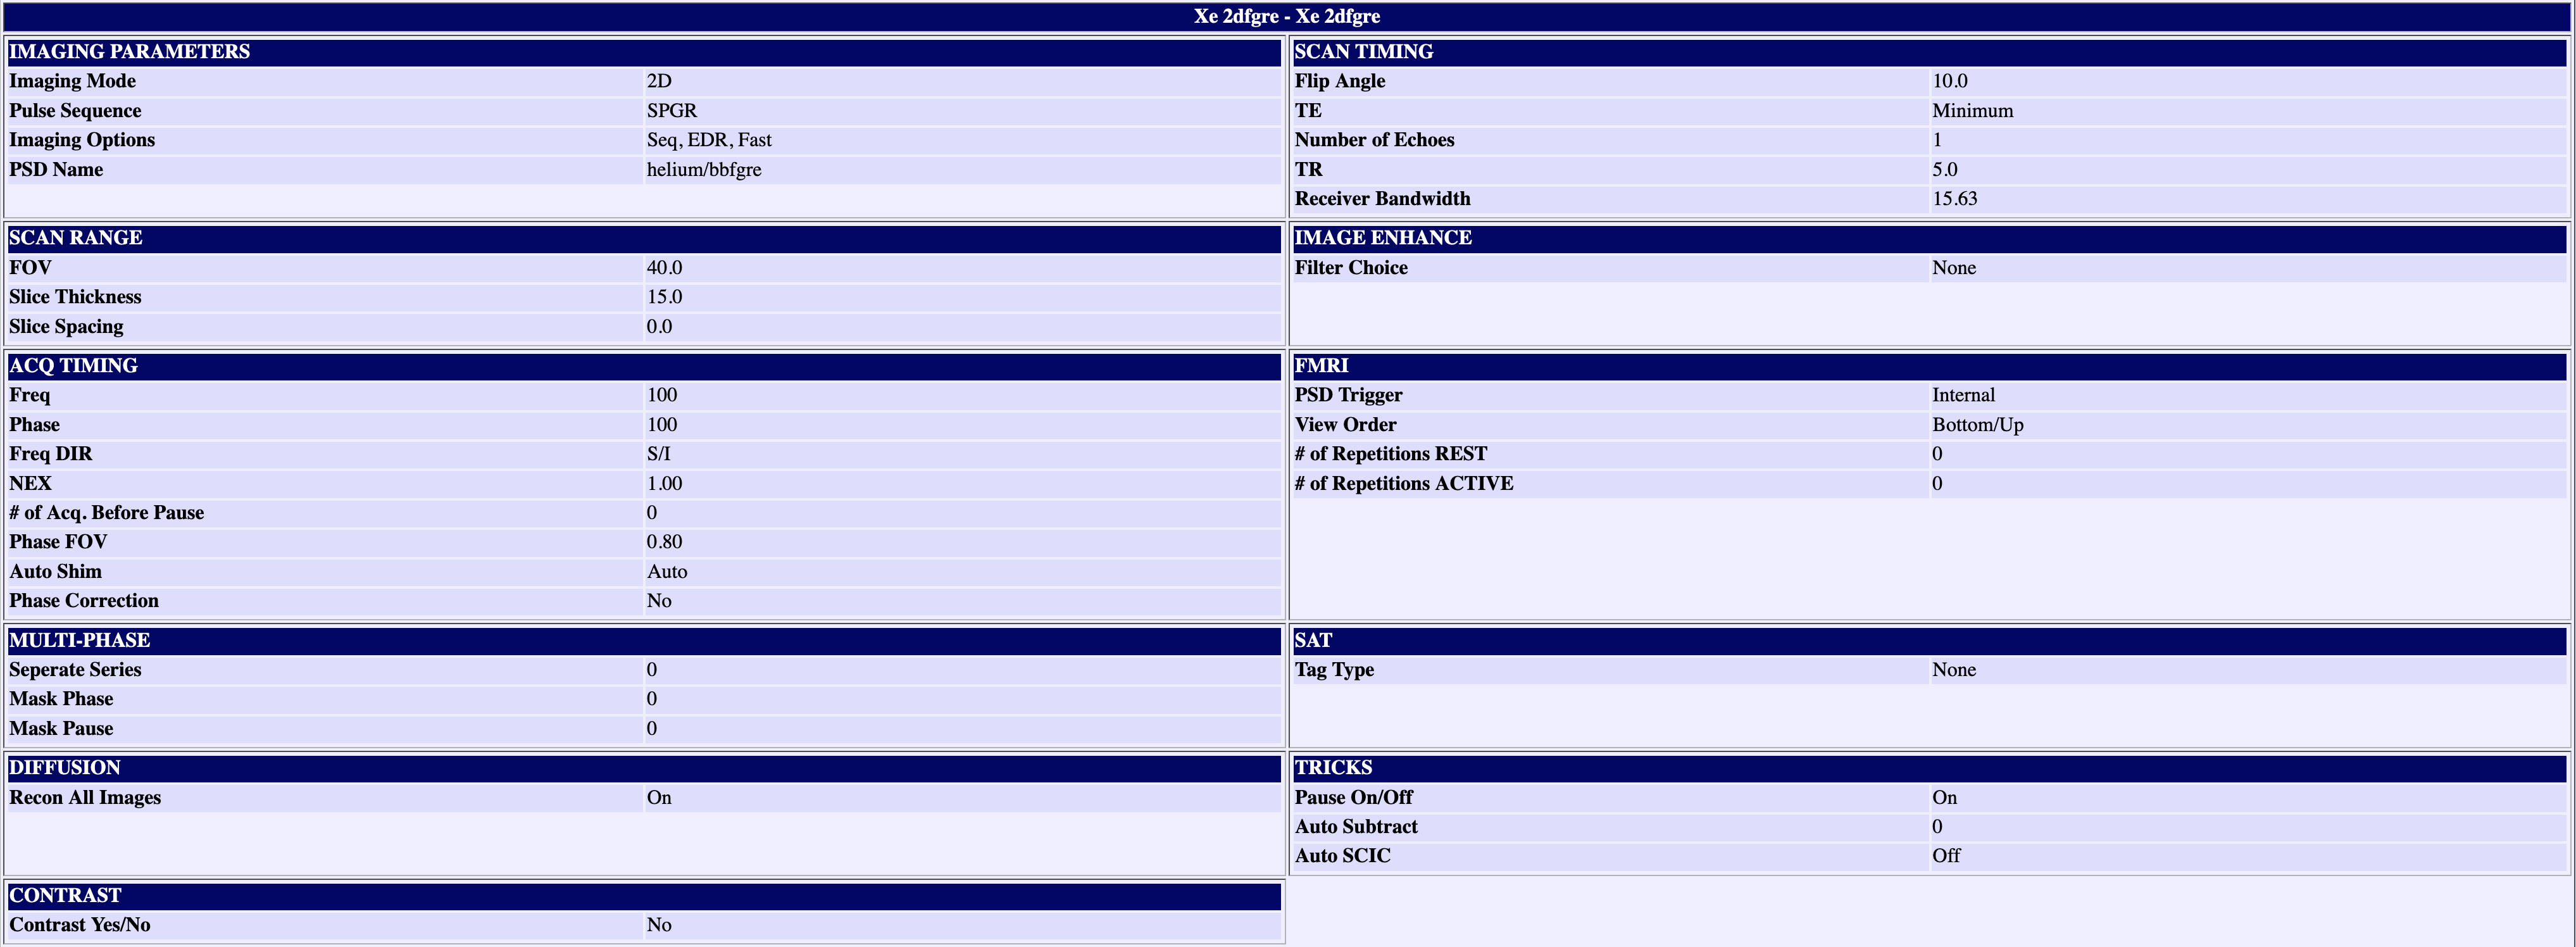 Xe 2dfgre - Xe 2dfgre
IMAGING PARAMETERS
Imaging Mode 2D
Pulse Sequence SPGR
Imaging Options Seq, EDR, Fast
PSD Name helium/bbfgre
SCAN TIMING
Flip Angle 10.0
TE Minimum
Number of Echoes 1
TR 5.0
Receiver Bandwidth 15.63
SCAN RANGE
FOV 40.0
Slice Thickness 15.0
Slice Spacing 0.0
IMAGE ENHANCE
Filter Choice None
ACQ TIMING
Freq 100
Phase 100
Freq DIR S/I
NEX 1.00
# of Acq. Before Pause 0
Phase FOV 0.80
Auto Shim Auto
Phase Correction No
FMRI
PSD Trigger Internal
View Order Bottom/Up
# of Repetitions REST 0
# of Repetitions ACTIVE 0
MULTI-PHASE
Seperate Series 0
Mask Phase 0
Mask Pause 0
SAT
Tag Type None
DIFFUSION
Recon All Images On
TRICKS
Pause On/Off On
Auto Subtract 0
Auto SCIC Off
CONTRAST
Contrast Yes/No No